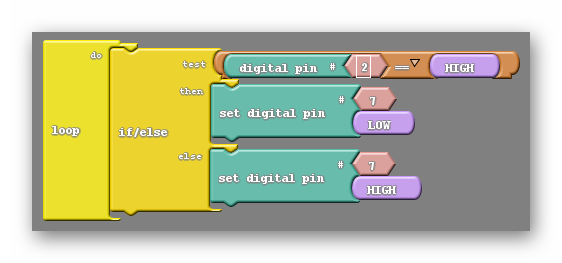 do
test
digital pin # 2 == HIGH
then
set digital pin # 7
LOW
loop
if/else
else
set digital pin # 7
HIGH